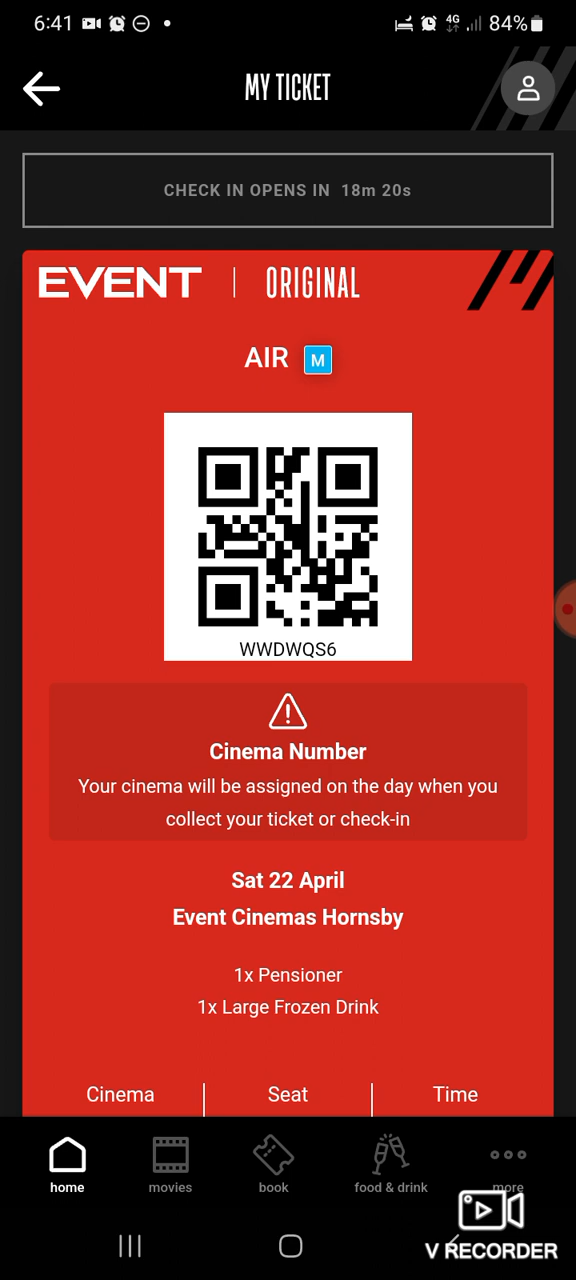 6:41
4G
84%
MY TICKET
CHECK IN OPENS IN 18m 20s
EVENT | ORIGINAL
AIR M
WWDWQS6
Cinema Number
Your cinema will be assigned on the day when you
collect your ticket or check-in
Sat 22 April
Event Cinemas Hornsby
1x Pensioner
1x Large Frozen Drink
Cinema
Seat
Time
home
movies
book
food & drink
more
V RECORDER